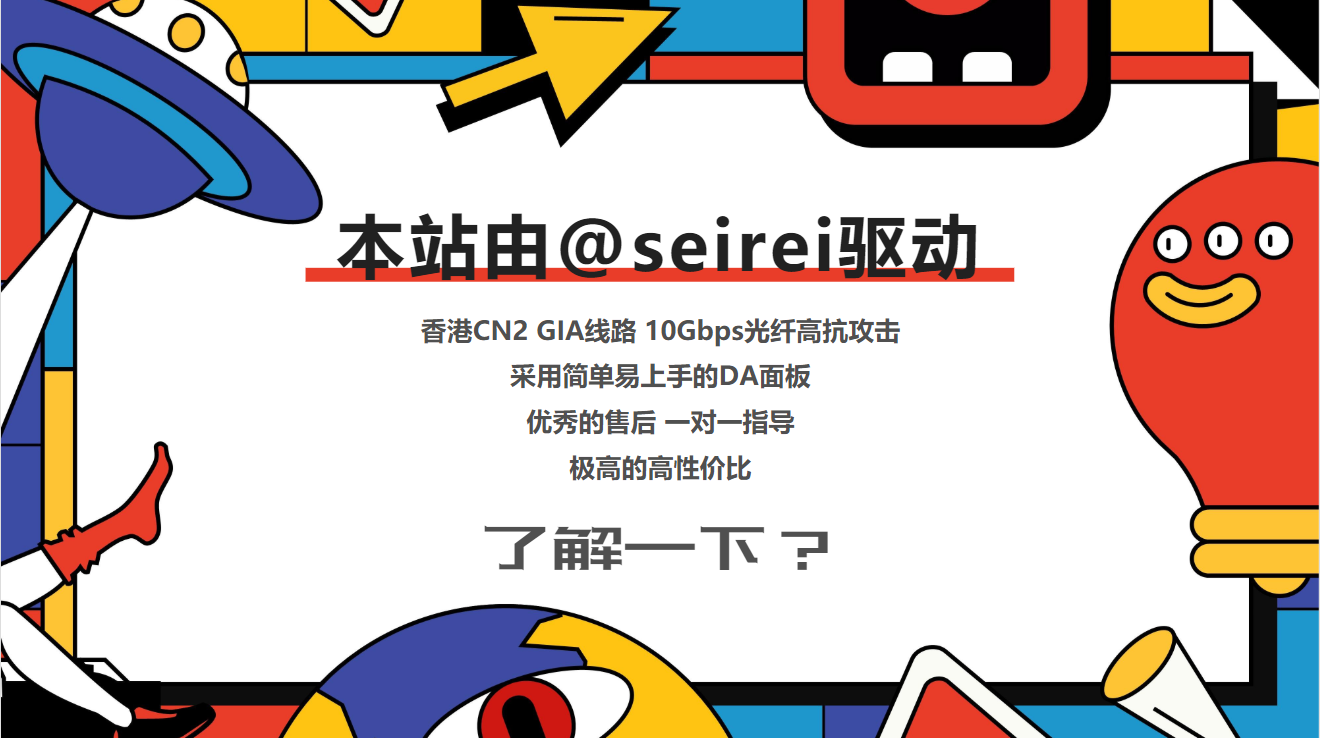 本站由@seirei驱动
香港CN2 GIA线路 10Gbps光纤高抗攻击
采用简单易上手的DA面板
优秀的售后 一对一指导
极高的高性价比
了解一下？